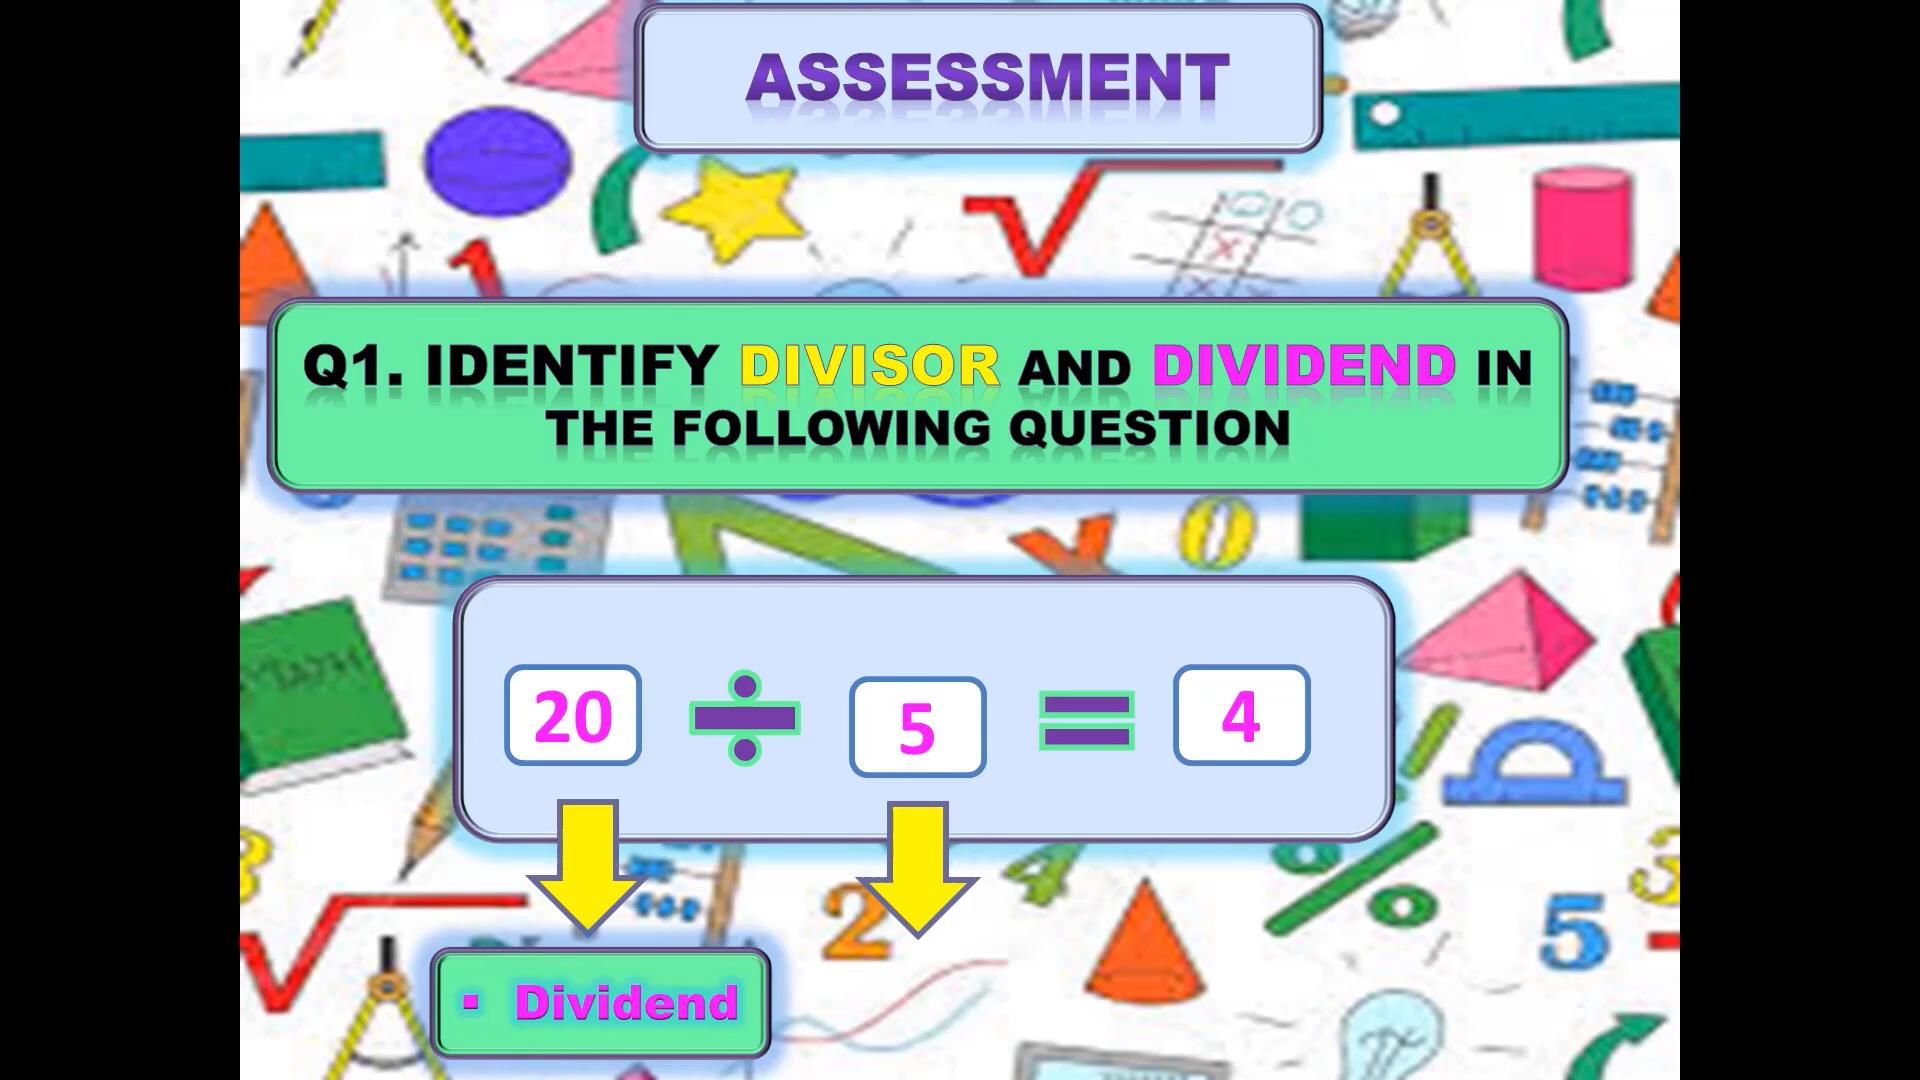 ASSESSMENT
Q1. IDENTIFY DIVISOR AND DIVIDEND IN
THE FOLLOWING QUESTION
20 ÷ 5 = 4
▪ Dividend